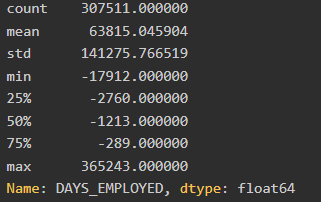 count    307511.000000
mean      63815.045904
std      141275.766519
min      -17912.000000
25%       -2760.000000
50%       -1213.000000
75%        -289.000000
max      365243.000000
Name: DAYS_EMPLOYED, dtype: float64